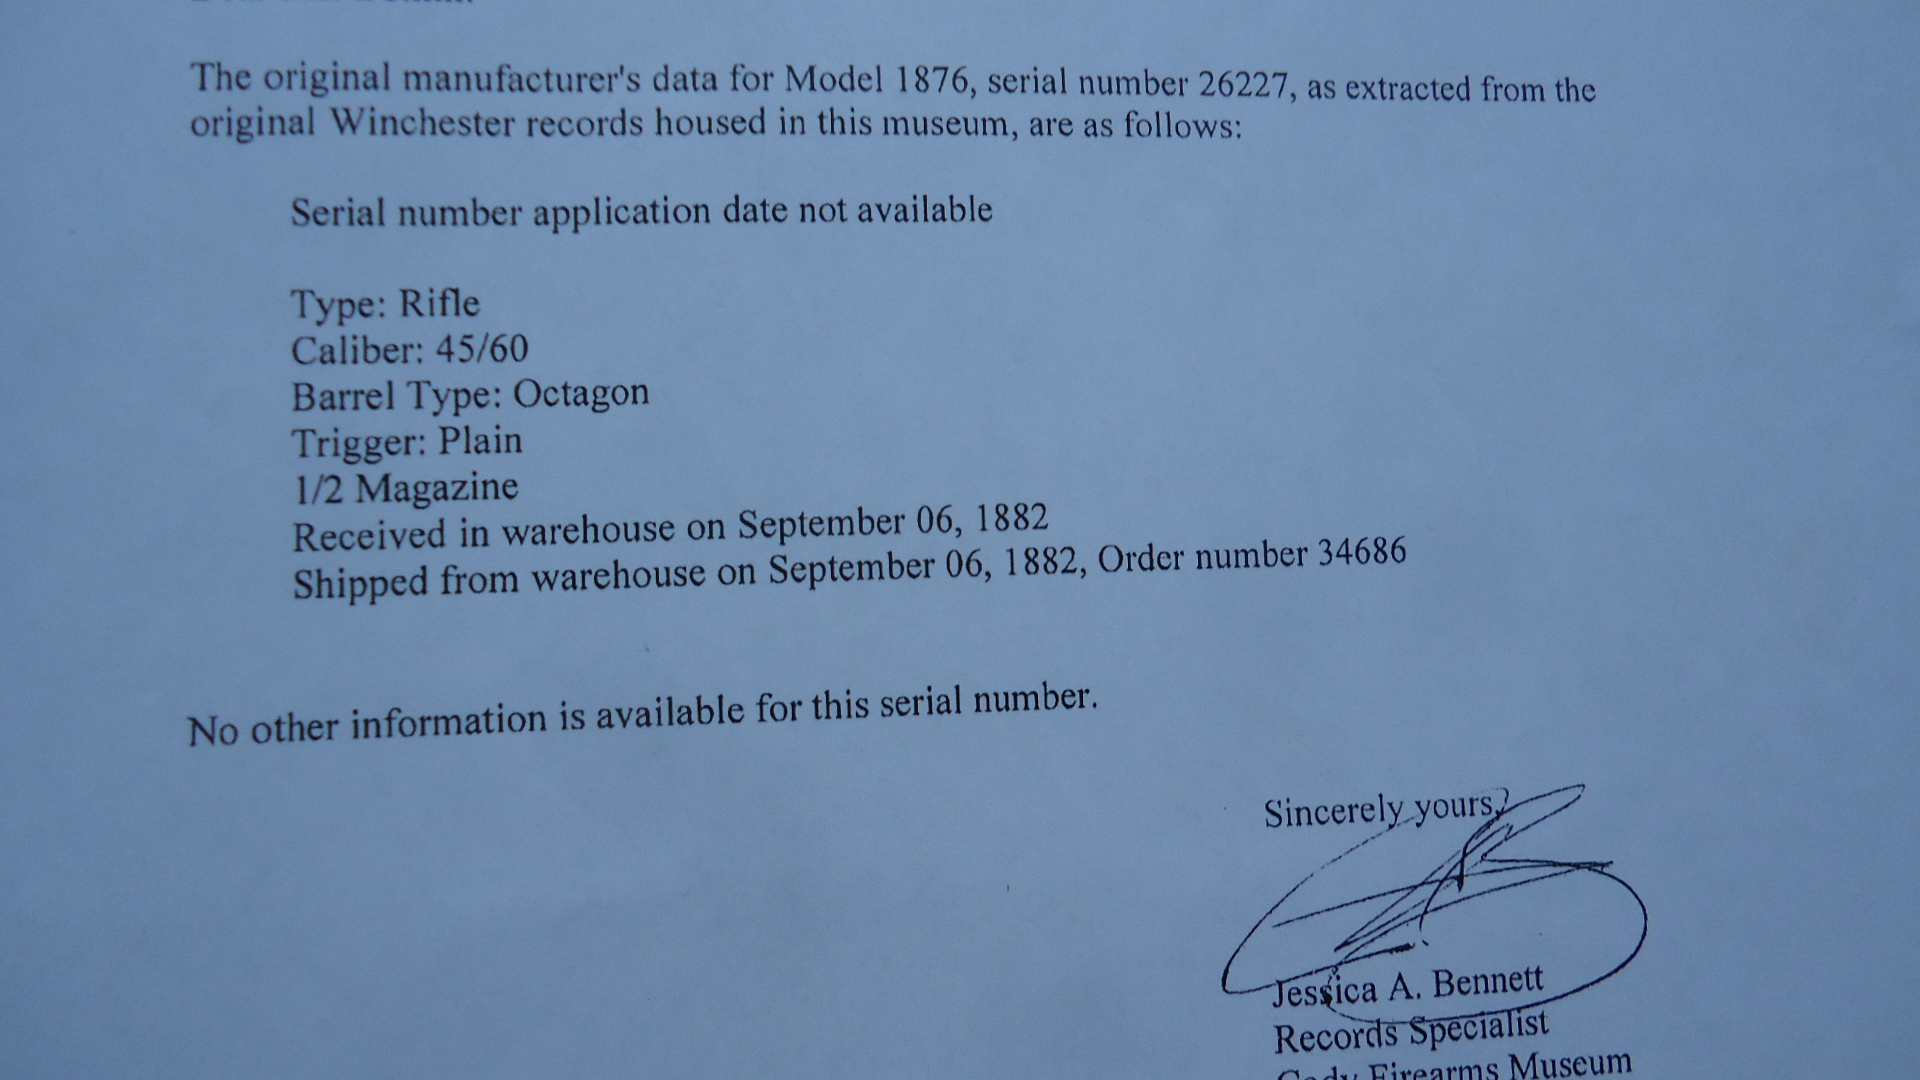 The original manufacturer's data for Model 1876, serial number 26227, as extracted from the
original Winchester records housed in this museum, are as follows:
Serial number application date not available
Type: Rifle
Caliber: 45/60
Barrel Type: Octagon
Trigger: Plain
1/2 Magazine
Received in warehouse on September 06, 1882
Shipped from warehouse on September 06, 1882, Order number 34686
No other information is available for this serial number.
Sincerely yours,
Jessica A. Bennett
Records Specialist
Cody Firearms Museum